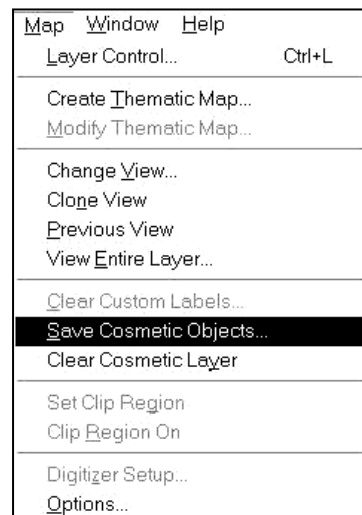 Map Window Help
Layer Control... Ctrl+L
Create Thematic Map...
Modify Thematic Map...
Change View...
Clone View
Previous View
View Entire Layer...
Clear Custom Labels...
Save Cosmetic Objects...
Clear Cosmetic Layer
Set Clip Region
Clip Region On
Digitizer Setup...
Options...